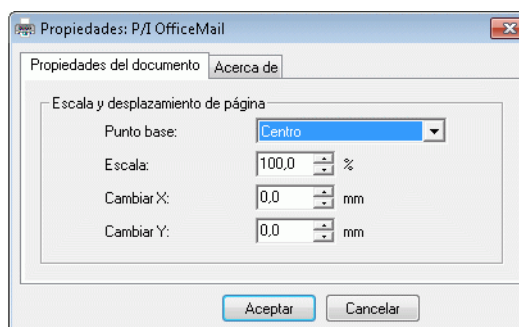 Propiedades: P/I OfficeMail
Propiedades del documento Acerca de
Escala y desplazamiento de página
Punto base: Centro
Escala: 100,0 %
Cambiar X: 0,0 mm
Cambiar Y: 0,0 mm
Aceptar Cancelar